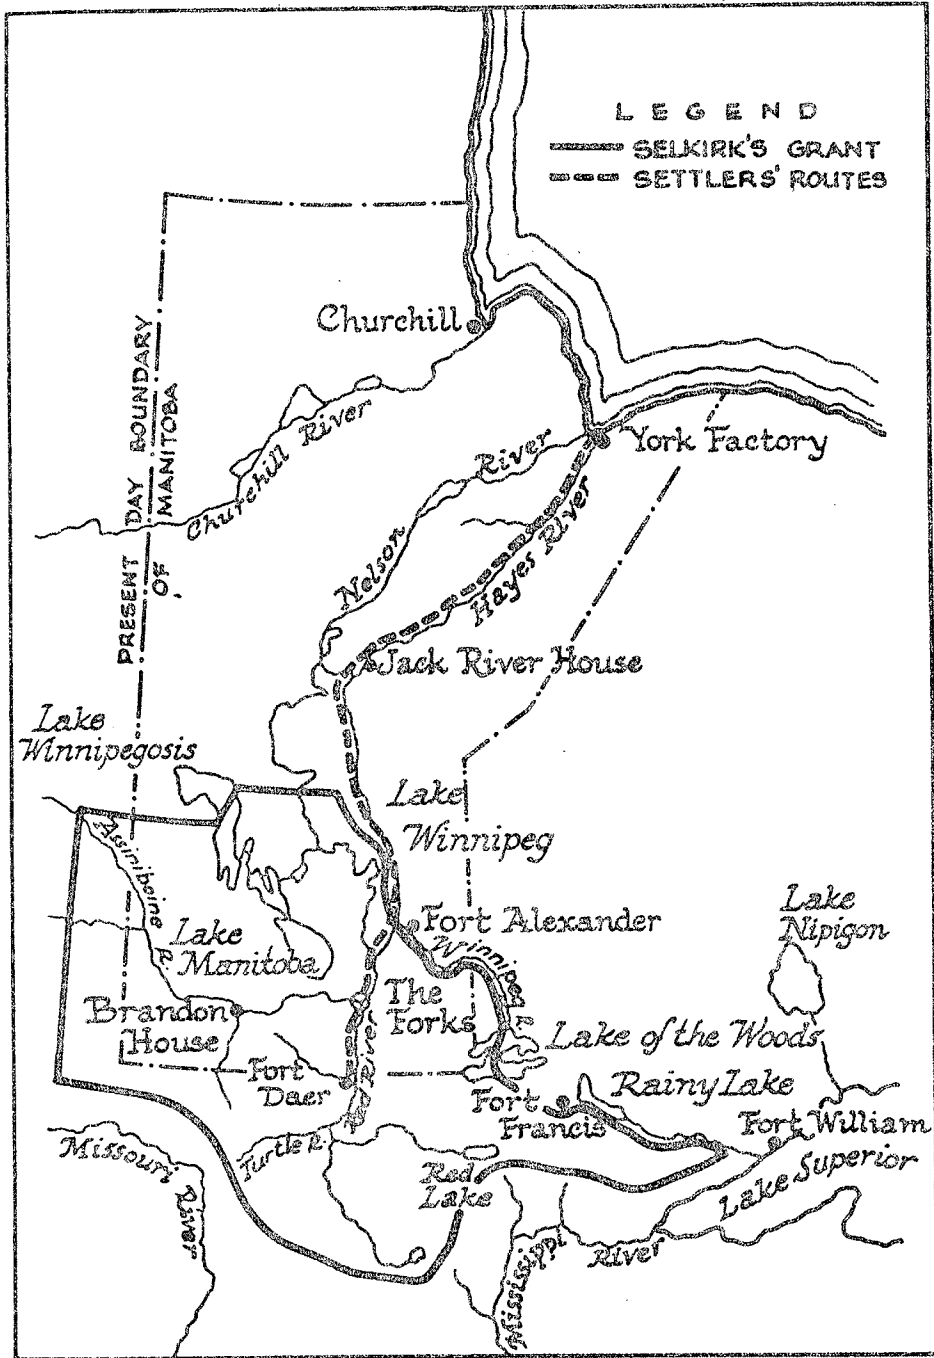 LEGEND
SELKIRK'S GRANT
SETTLERS' ROUTES
Churchill
PRESENT DAY BOUNDARY
OF MANITOBA
Churchill River
York Factory
Nelson River
Hayes River
Jack River House
Lake
Winnipegosis
Lake
Winnipeg
Assiniboine R.
Fort Alexander
Winnipeg R.
Lake
Nipigon
Lake
Manitoba
The
Forks
Brandon
House
Lake of the Woods
Fort
Daer
River
Rainy Lake
Fort
Francis
Fort William
Turtle R.
Missouri River
Red
Lake
Lake Superior
Mississippi River